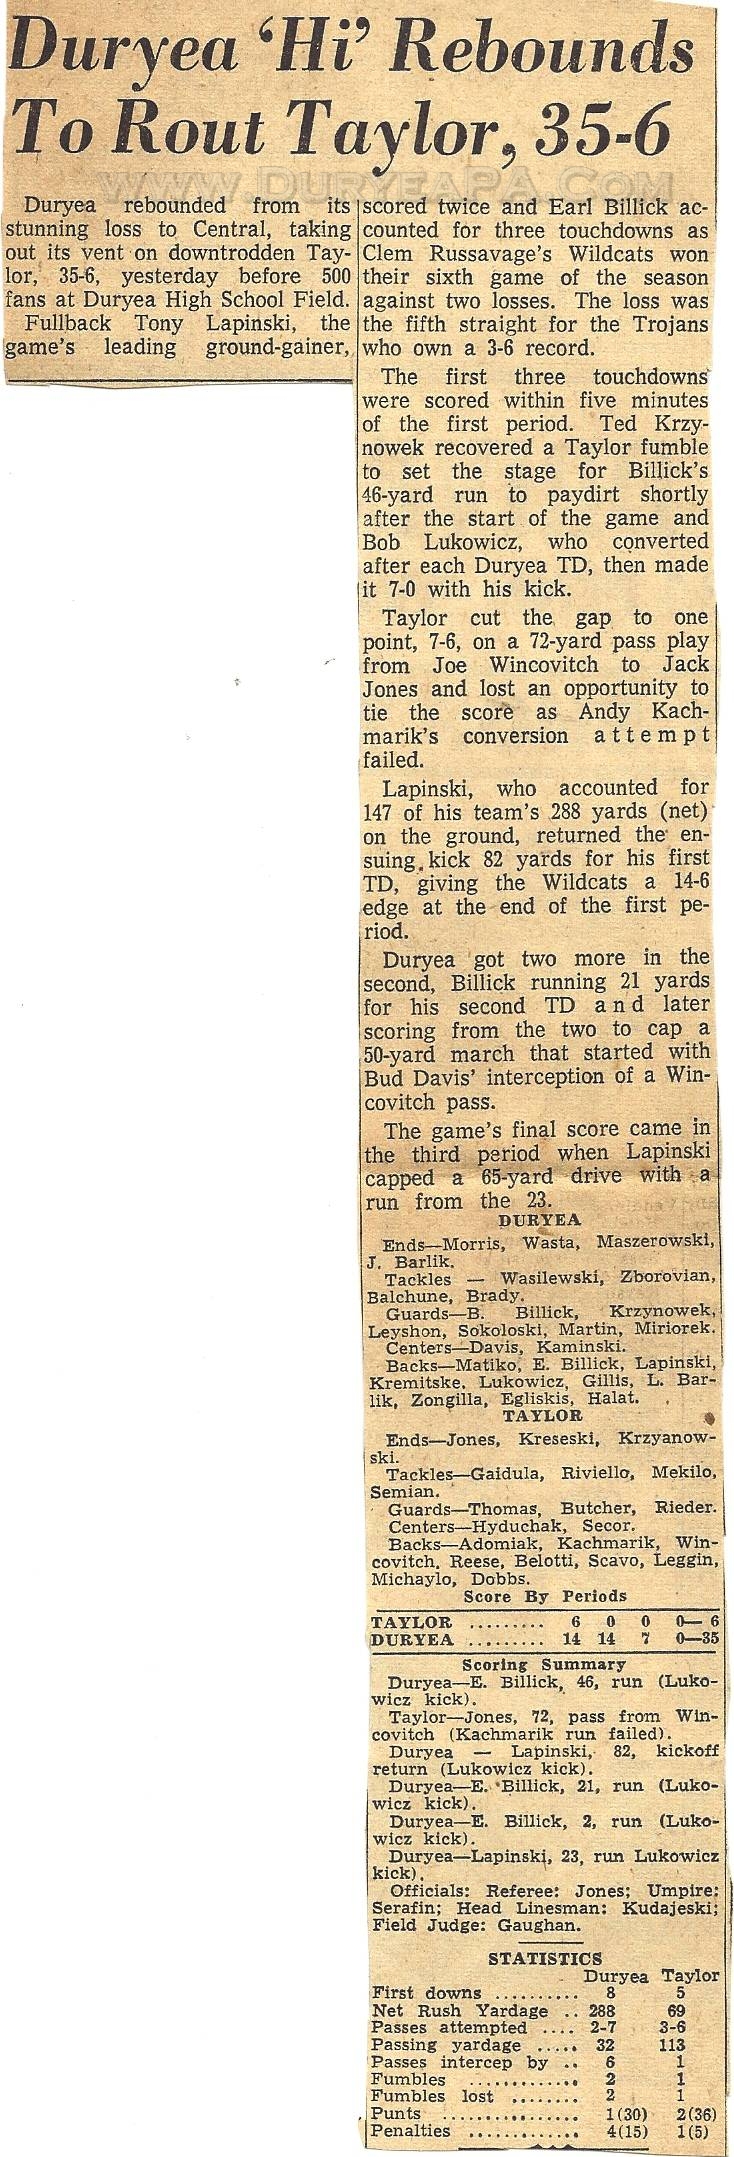 Duryea ‘Hi’ Rebounds
To Rout Taylor, 35-6
WWW.DURYEAPA.COM
Duryea rebounded from its
stunning loss to Central, taking
out its vent on downtrodden Tay-
lor, 35-6, yesterday before 500
fans at Duryea High School Field.
Fullback Tony Lapinski, the
game's leading ground-gainer,
scored twice and Earl Billick ac-
counted for three touchdowns as
Clem Russavage's Wildcats won
their sixth game of the season
against two losses. The loss was
the fifth straight for the Trojans
who own a 3-6 record.
The first three touchdowns
were scored within five minutes
of the first period. Ted Krzy-
nowek recovered a Taylor fumble
to set the stage for Billick's
46-yard run to paydirt shortly
after the start of the game and
Bob Lukowicz, who converted
after each Duryea TD, then made
it 7-0 with his kick.
Taylor cut the gap to one
point, 7-6, on a 72-yard pass play
from Joe Wincovitch to Jack
Jones and lost an opportunity to
tie the score as Andy Kach-
marik's conversion attempt
failed.
Lapinski, who accounted for
147 of his team's 288 yards (net)
on the ground, returned the en-
suing kick 82 yards for his first
TD, giving the Wildcats a 14-6
edge at the end of the first pe-
riod.
Duryea got two more in the
second, Billick running 21 yards
for his second TD and later
scoring from the two to cap a
50-yard march that started with
Bud Davis' interception of a Win-
covitch pass.
The game's final score came in
the third period when Lapinski
capped a 65-yard drive with a
run from the 23.
DURYEA
Ends—Morris, Wasta, Maszerowski,
J. Barlik.
Tackles — Wasilewski, Zborovian,
Balchune, Brady.
Guards—B. Billick, Krzynowek,
Leyshon, Sokoloski, Martin, Miriorek.
Centers—Davis, Kaminski.
Backs—Matiko, E. Billick, Lapinski,
Kremitske, Lukowicz, Gillis, L. Bar-
lik, Zongilla, Egliskis, Halat.
TAYLOR
Ends—Jones, Kreseski, Krzyanow-
ski.
Tackles—Gaidula, Riviello, Mekilo,
Semian.
Guards—Thomas, Butcher, Rieder.
Centers—Hyduchak, Secor.
Backs—Adomiak, Kachmarik, Win-
covitch, Reese, Belotti, Scavo, Leggin,
Michaylo, Dobbs.
Score By Periods
TAYLOR ......... 6 0 0 0— 6
DURYEA ......... 14 14 7 0—35
Scoring Summary
Duryea—E. Billick, 46, run (Luko-
wicz kick).
Taylor—Jones, 72, pass from Win-
covitch (Kachmarik run failed).
Duryea — Lapinski, 82, kickoff
return (Lukowicz kick).
Duryea—E. Billick, 21, run (Luko-
wicz kick).
Duryea—E. Billick, 2, run (Luko-
wicz kick).
Duryea—Lapinski, 23, run Lukowicz
kick).
Officials: Referee: Jones; Umpire:
Serafin; Head Linesman: Kudajeski;
Field Judge: Gaughan.
STATISTICS
Duryea Taylor
First downs .......... 8 5
Net Rush Yardage .. 288 69
Passes attempted .... 2-7 3-6
Passing yardage ..... 32 113
Passes intercep by .. 6 1
Fumbles ............ 2 1
Fumbles lost ........ 2 1
Punts ............... 1(30) 2(36)
Penalties ............. 4(15) 1(5)